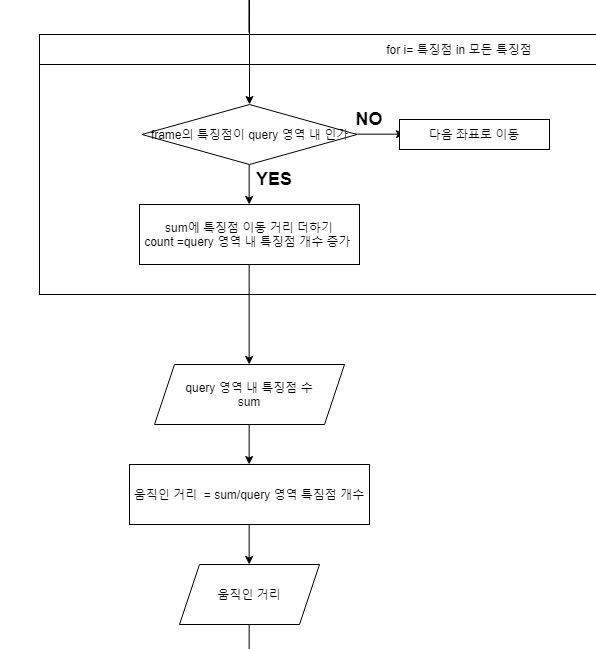 for i= 특징점 in 모든 특징점
frame의 특징점이 query 영역 내 인가
NO
다음 좌표로 이동
YES
sum에 특징점 이동 거리 더하기
count =query 영역 내 특징점 개수 증가
query 영역 내 특징점 수
sum
움직인 거리 = sum/query 영역 특짐점 개수
움직인 거리